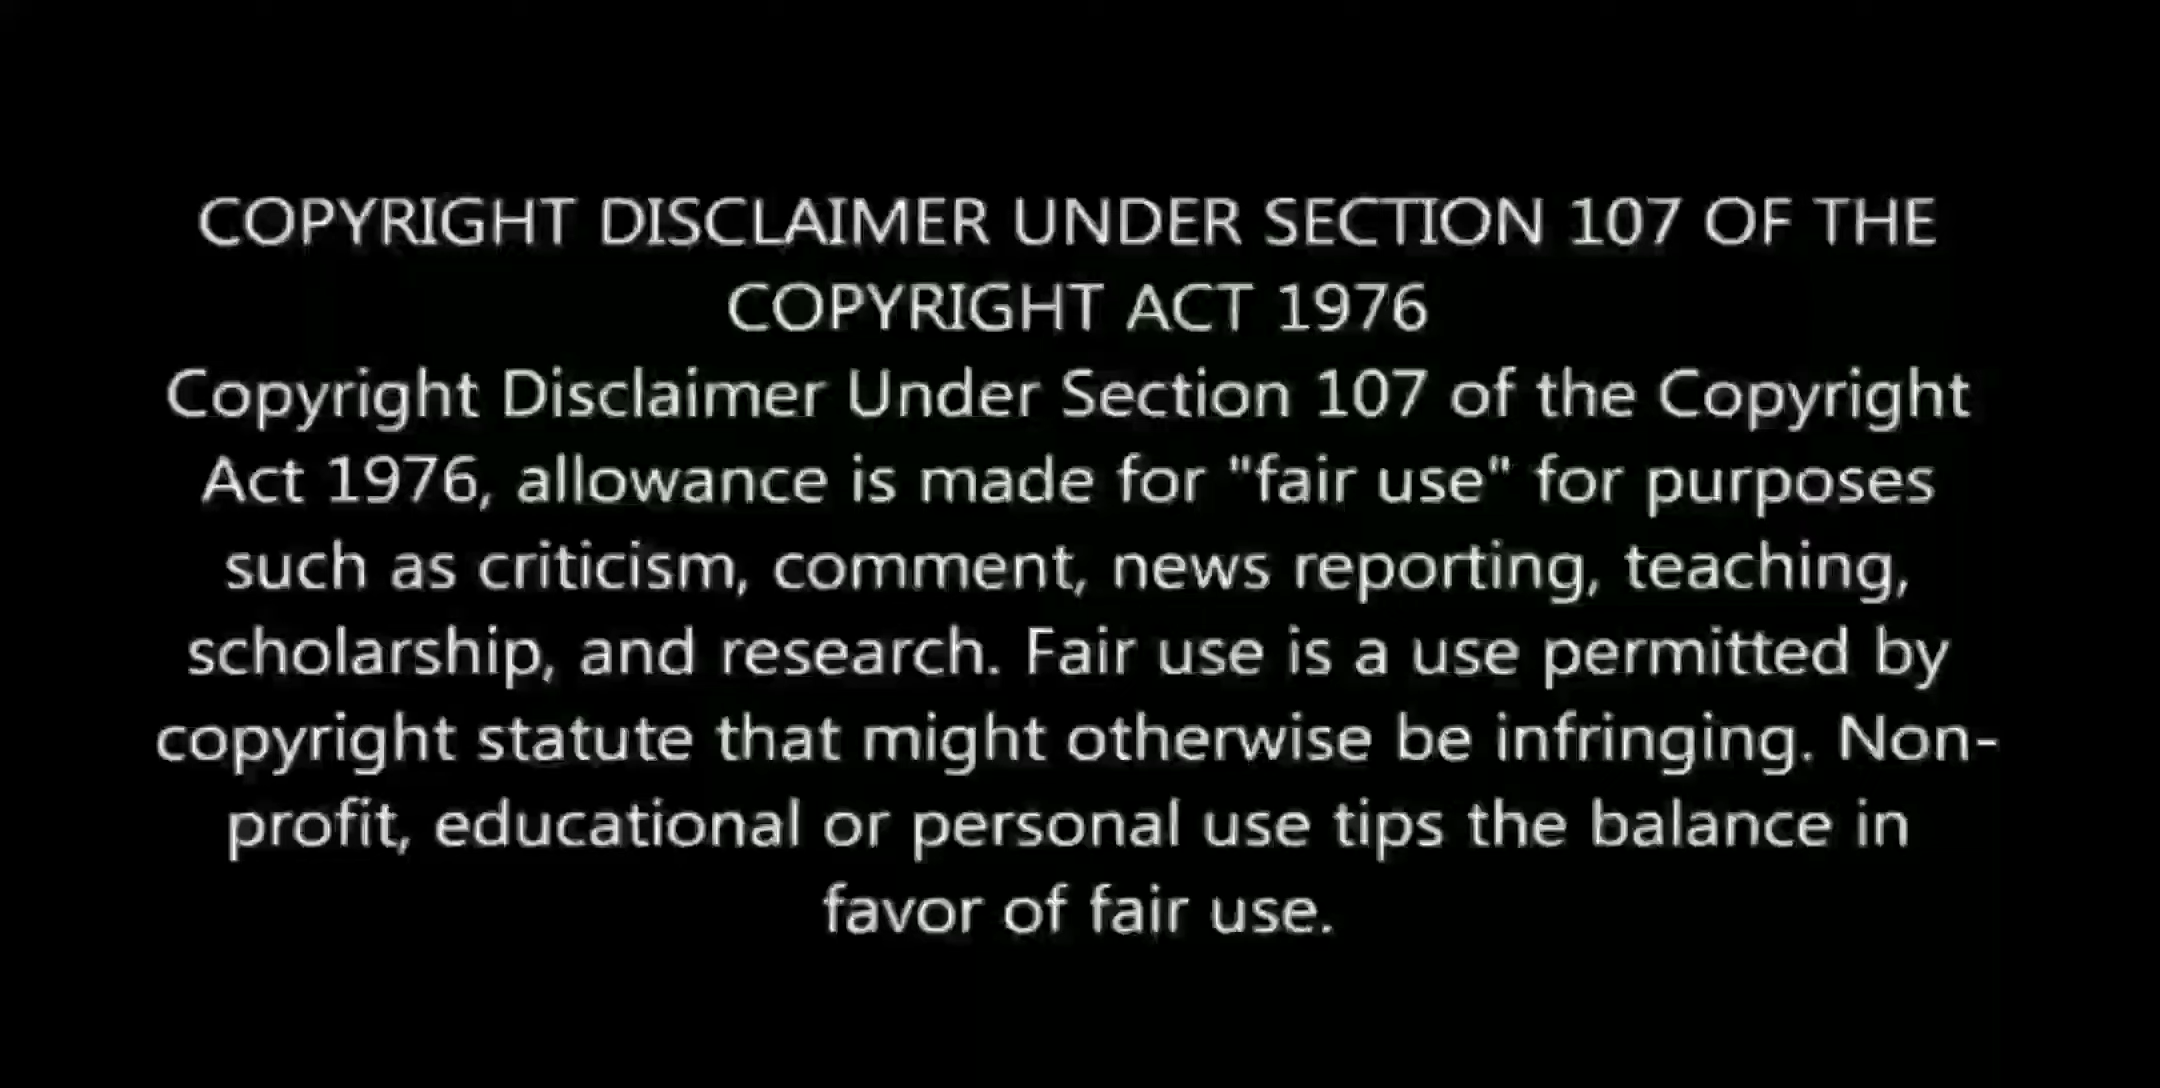 COPYRIGHT DISCLAIMER UNDER SECTION 107 OF THE
COPYRIGHT ACT 1976
Copyright Disclaimer Under Section 107 of the Copyright
Act 1976, allowance is made for "fair use" for purposes
such as criticism, comment, news reporting, teaching,
scholarship, and research. Fair use is a use permitted by
copyright statute that might otherwise be infringing. Non-
profit, educational or personal use tips the balance in
favor of fair use.